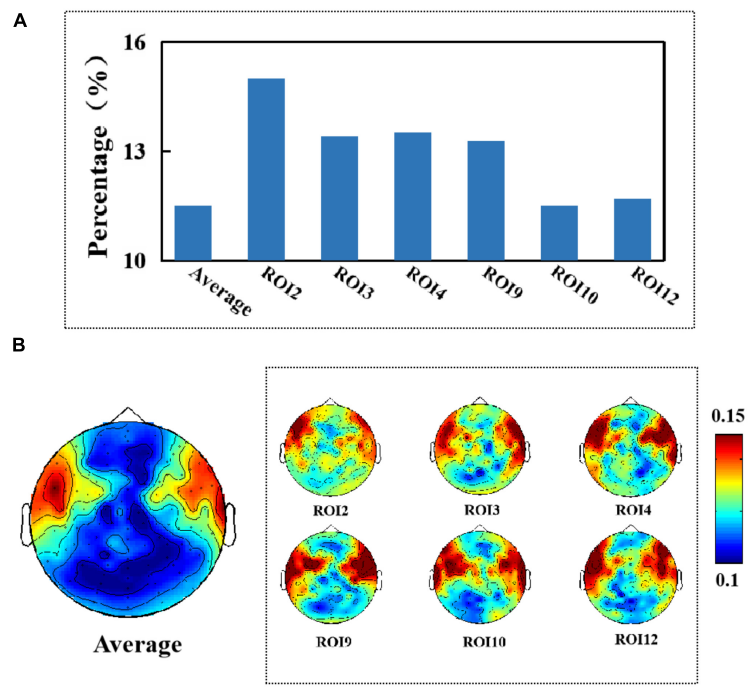 A
16
13
10
Percentage (%)
Average
ROI2
ROI3
ROI4
ROI9
ROI10
ROI12
B
ROI2
ROI3
ROI4
ROI9
ROI10
ROI12
Average
0.15
0.1